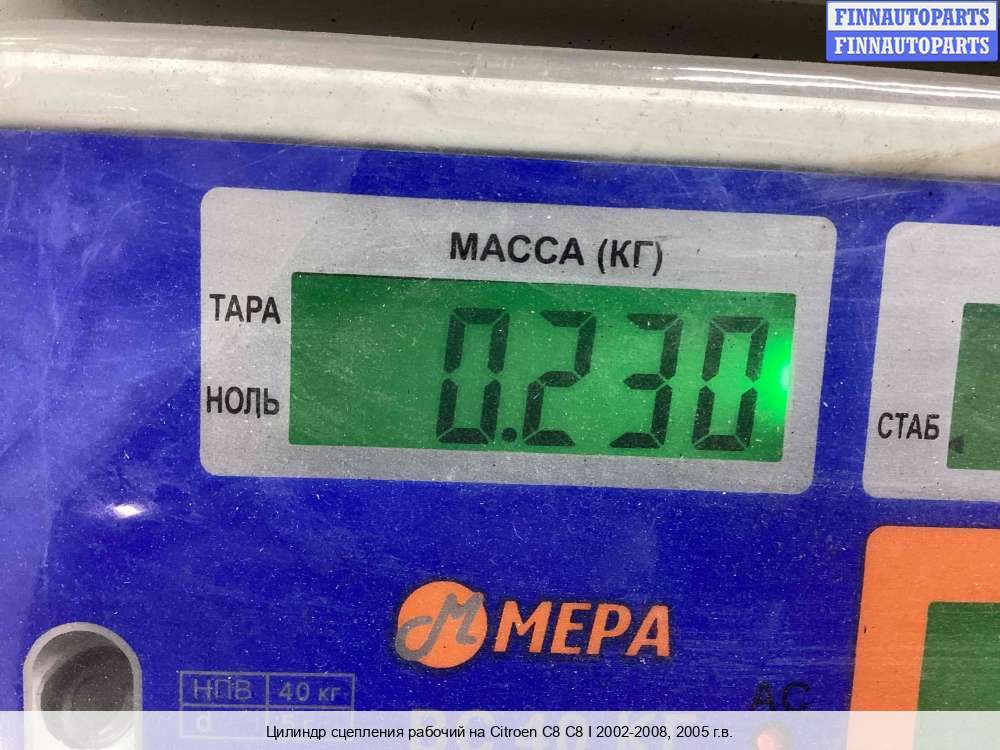 FINNAUTOPARTS
FINNAUTOPARTS
МАССА (КГ)
ТАРА
0.230
НОЛЬ
СТАБ
МЕРА
НПВ 40 кг
d
АС
Цилиндр сцепления рабочий на Citroen C8 C8 I 2002-2008, 2005 г.в.